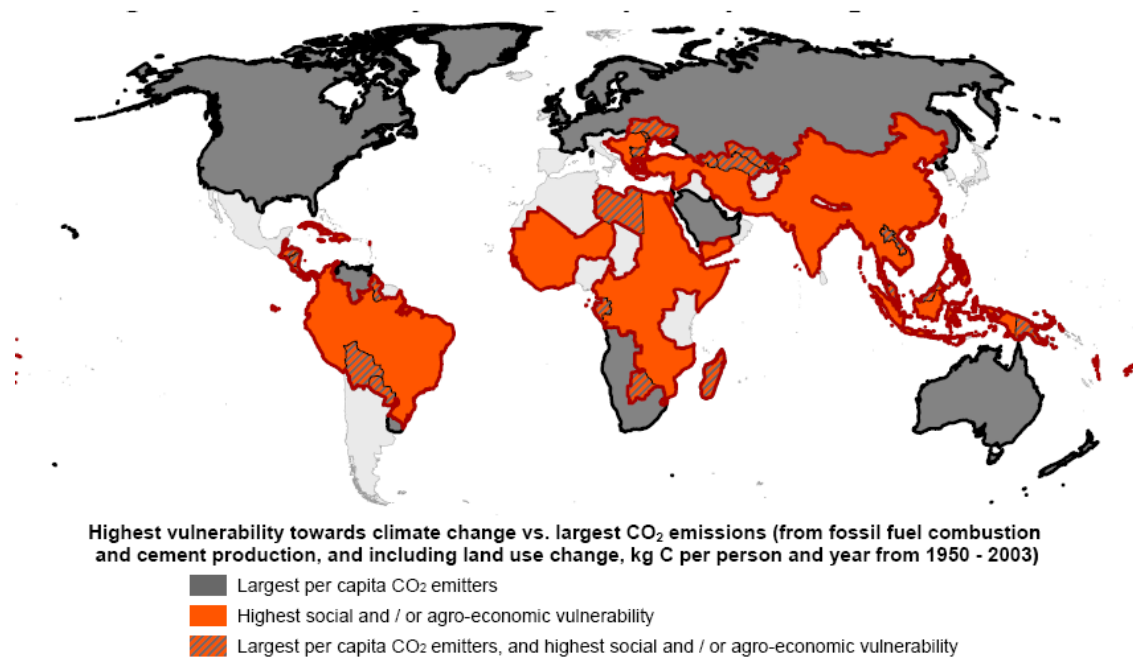 Highest vulnerability towards climate change vs. largest CO₂ emissions (from fossil fuel combustion
and cement production, and including land use change, kg C per person and year from 1950 - 2003)
Largest per capita CO₂ emitters
Highest social and / or agro-economic vulnerability
Largest per capita CO₂ emitters, and highest social and / or agro-economic vulnerability